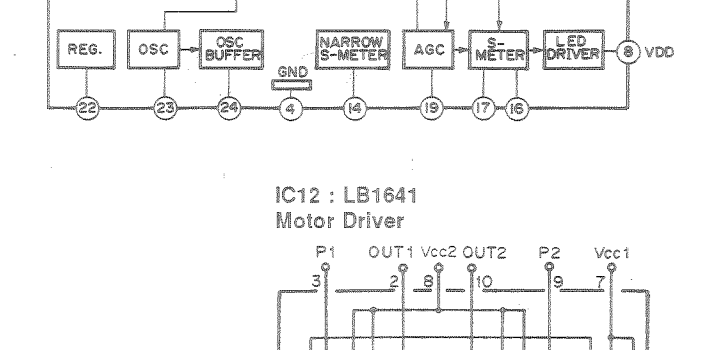 REG. OSC OSC BUFFER NARROW S-METER AGC S-METER LED DRIVER 8 VDD
GND
22 23 24 4 14 19 17 16
IC12 : LB1641
Motor Driver
P1 OUT1 Vcc2 OUT2 P2 Vcc1
3 2 8 10 9 7